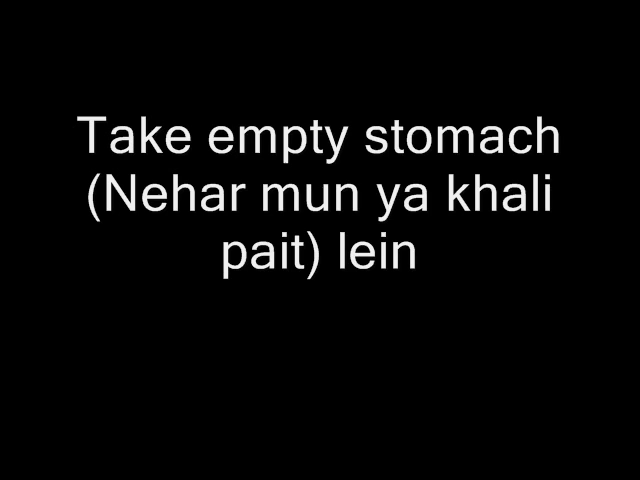 Take empty stomach
(Nehar mun ya khali
pait) lein